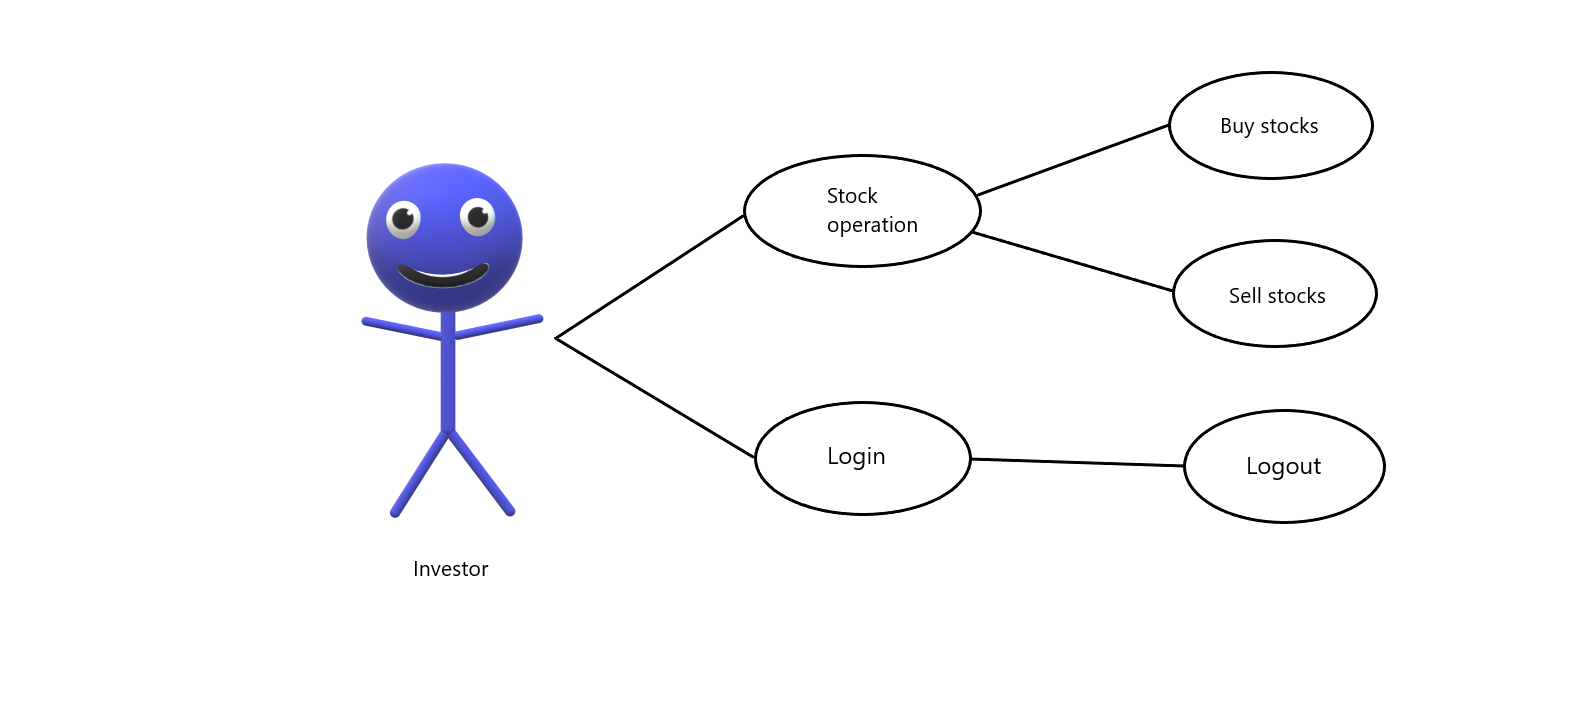 Buy stocks
Stock
operation
Sell stocks
Login
Logout
Investor